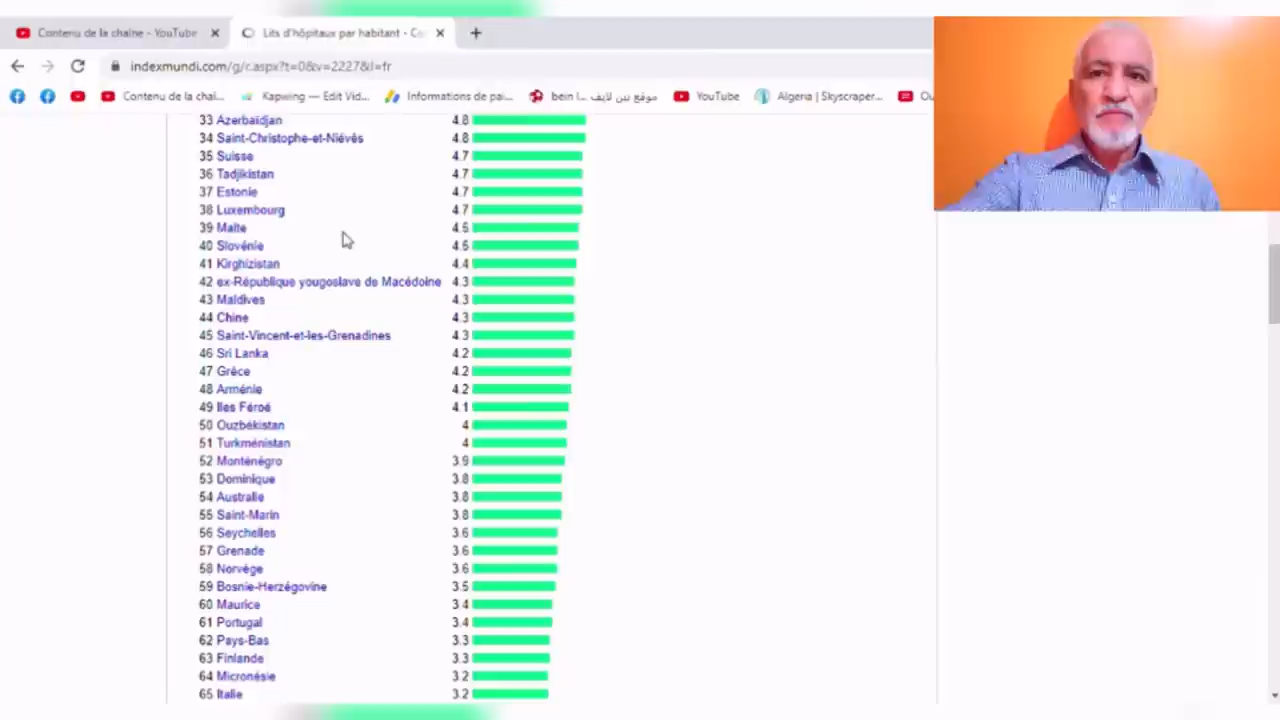 Contenu de la chaîne - YouTube
Lits d'hôpitaux par habitant - Co
indexmundi.com/g/r.aspx?t=0&v=2227&l=fr
Contenu de la chaî...
Kapwing — Edit Vid...
Informations de pai...
موقع بين لايف ... bein l
YouTube
Algeria | Skyscraper...
Ou
33 Azerbaïdjan 4.8
34 Saint-Christophe-et-Niévès 4.8
35 Suisse 4.7
36 Tadjikistan 4.7
37 Estonie 4.7
38 Luxembourg 4.7
39 Malte 4.5
40 Slovénie 4.5
41 Kirghizistan 4.4
42 ex-République yougoslave de Macédoine 4.3
43 Maldives 4.3
44 Chine 4.3
45 Saint-Vincent-et-les-Grenadines 4.3
46 Sri Lanka 4.2
47 Grèce 4.2
48 Arménie 4.2
49 Iles Féroé 4.1
50 Ouzbékistan 4
51 Turkménistan 4
52 Monténégro 3.9
53 Dominique 3.8
54 Australie 3.8
55 Saint-Marin 3.8
56 Seychelles 3.6
57 Grenade 3.6
58 Norvège 3.6
59 Bosnie-Herzégovine 3.5
60 Maurice 3.4
61 Portugal 3.4
62 Pays-Bas 3.3
63 Finlande 3.3
64 Micronésie 3.2
65 Italie 3.2